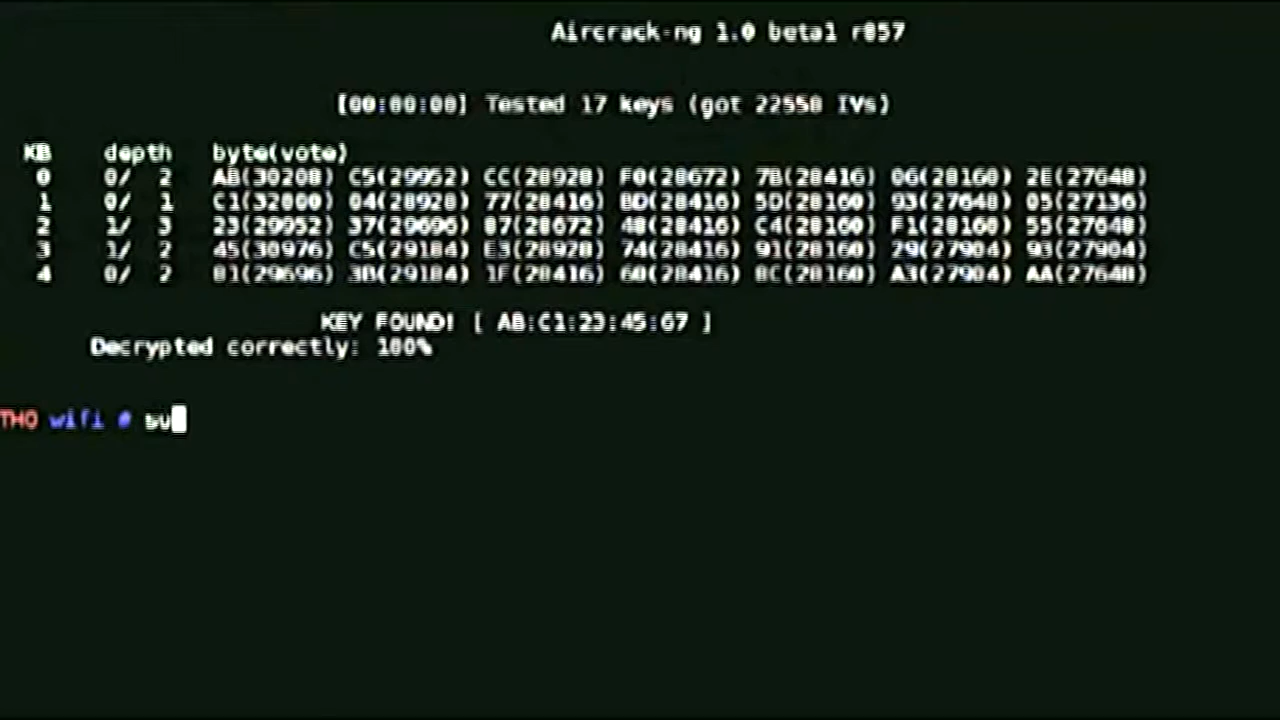 Aircrack-ng 1.0 beta1 r857
[00:00:00] Tested 17 keys (got 22550 IVs)
KB depth byte(vote)
0 0/ 2 AB(30208) C5(29952) CC(28928) F0(28672) 7B(28416) 06(28160) 2E(27648)
1 0/ 1 C1(32000) 04(28928) 77(28416) BD(28416) 5D(28160) 93(27648) 05(27136)
2 1/ 3 23(29952) 37(29696) 87(28672) 48(28416) C4(28160) F1(28160) 55(27648)
3 1/ 2 45(30976) C5(29184) E3(28928) 74(28416) 91(28160) 29(27904) 93(27904)
4 0/ 2 81(29696) 3B(29184) 1F(28416) 60(28416) 8C(28160) A3(27904) AA(27648)
KEY FOUND! [ AB:C1:23:45:67 ]
Decrypted correctly: 100%
THO wifi # su